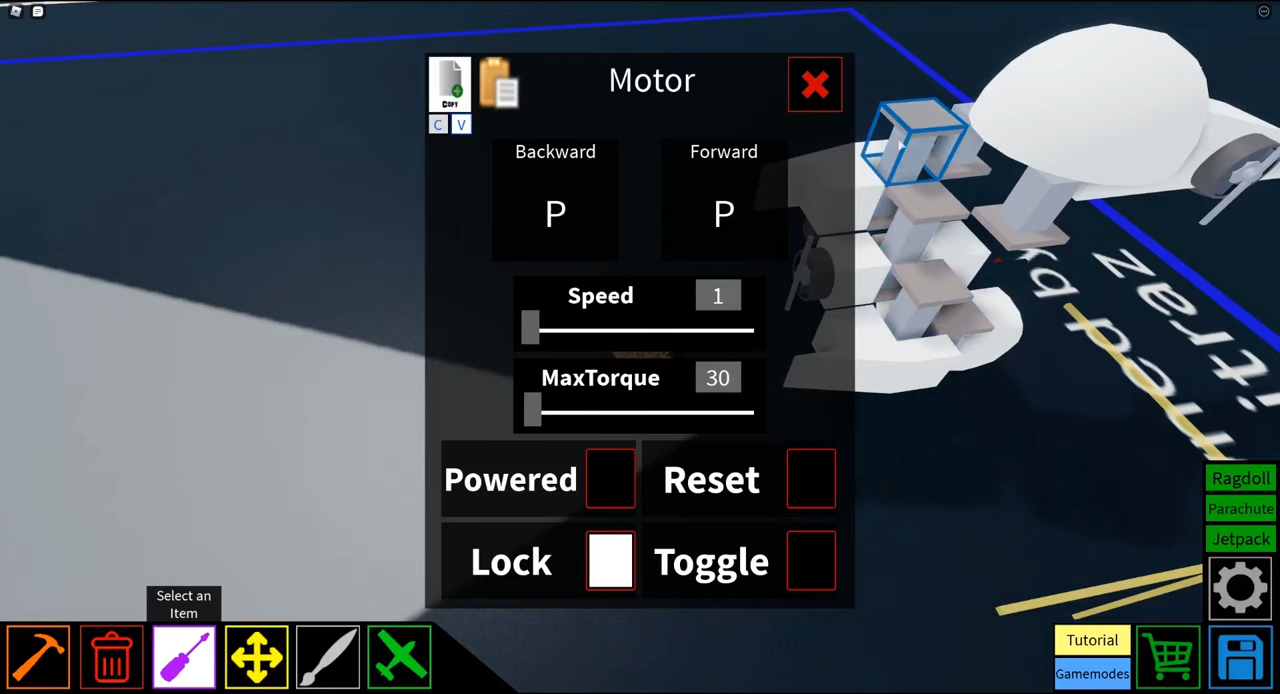 Motor
Copy
C V
Backward Forward
P P
Speed 1
MaxTorque 30
Powered Reset
Lock Toggle
Ragdoll
Parachute
Jetpack
Select an
Item
Tutorial
Gamemodes
by